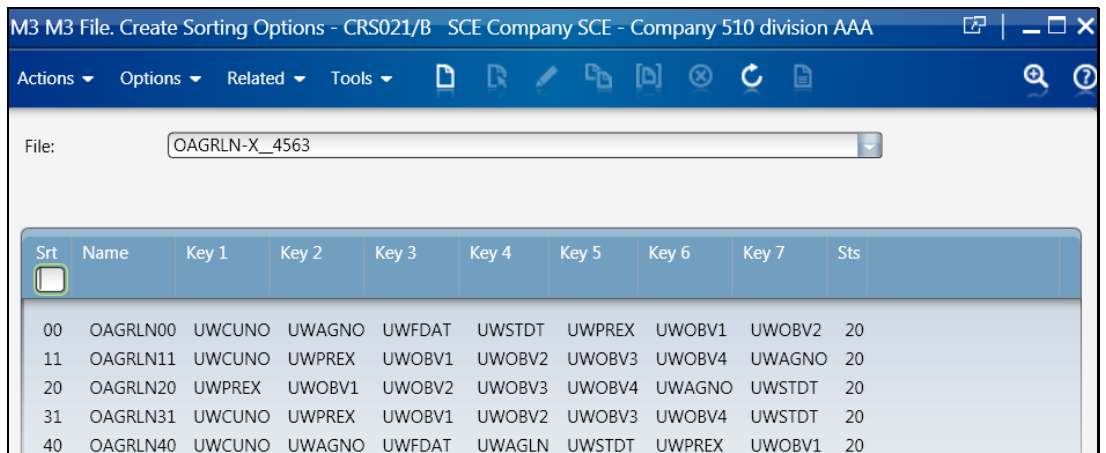 M3 M3 File. Create Sorting Options - CRS021/B SCE Company SCE - Company 510 division AAA
Actions Options Related Tools
File: OAGRLN-X__4563
Srt Name Key 1 Key 2 Key 3 Key 4 Key 5 Key 6 Key 7 Sts
00 OAGRLN00 UWCUNO UWAGNO UWFDAT UWSTDT UWPREX UWOBV1 UWOBV2 20
11 OAGRLN11 UWCUNO UWPREX UWOBV1 UWOBV2 UWOBV3 UWOBV4 UWAGNO 20
20 OAGRLN20 UWPREX UWOBV1 UWOBV2 UWOBV3 UWOBV4 UWAGNO UWSTDT 20
31 OAGRLN31 UWCUNO UWPREX UWOBV1 UWOBV2 UWOBV3 UWOBV4 UWSTDT 20
40 OAGRLN40 UWCUNO UWAGNO UWFDAT UWAGLN UWSTDT UWPREX UWOBV1 20